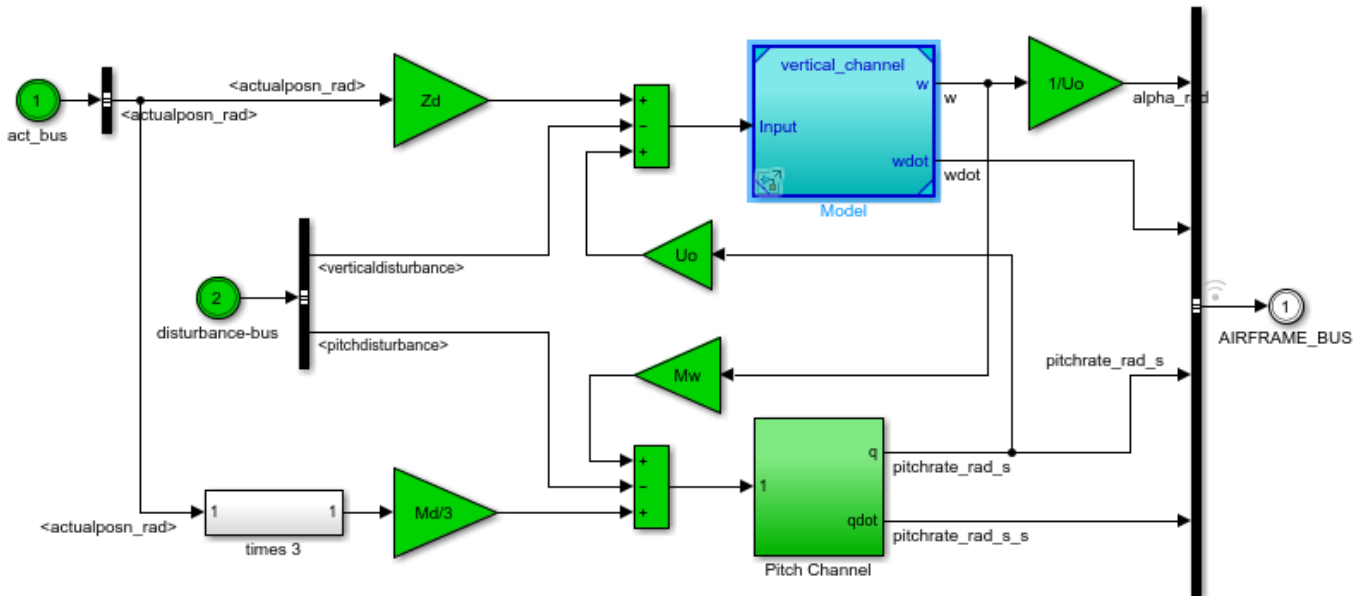 1
act_bus
<actualposn_rad>
<actualposn_rad>
Zd
+
−
+
vertical_channel
Input
w
wdot
Model
w
wdot
1/Uo
alpha_rad
Uo
<verticaldisturbance>
2
disturbance-bus
<pitchdisturbance>
Mw
1
AIRFRAME_BUS
pitchrate_rad_s
+
−
+
1
q
qdot
Pitch Channel
pitchrate_rad_s
pitchrate_rad_s_s
<actualposn_rad>
1
1
times 3
Md/3